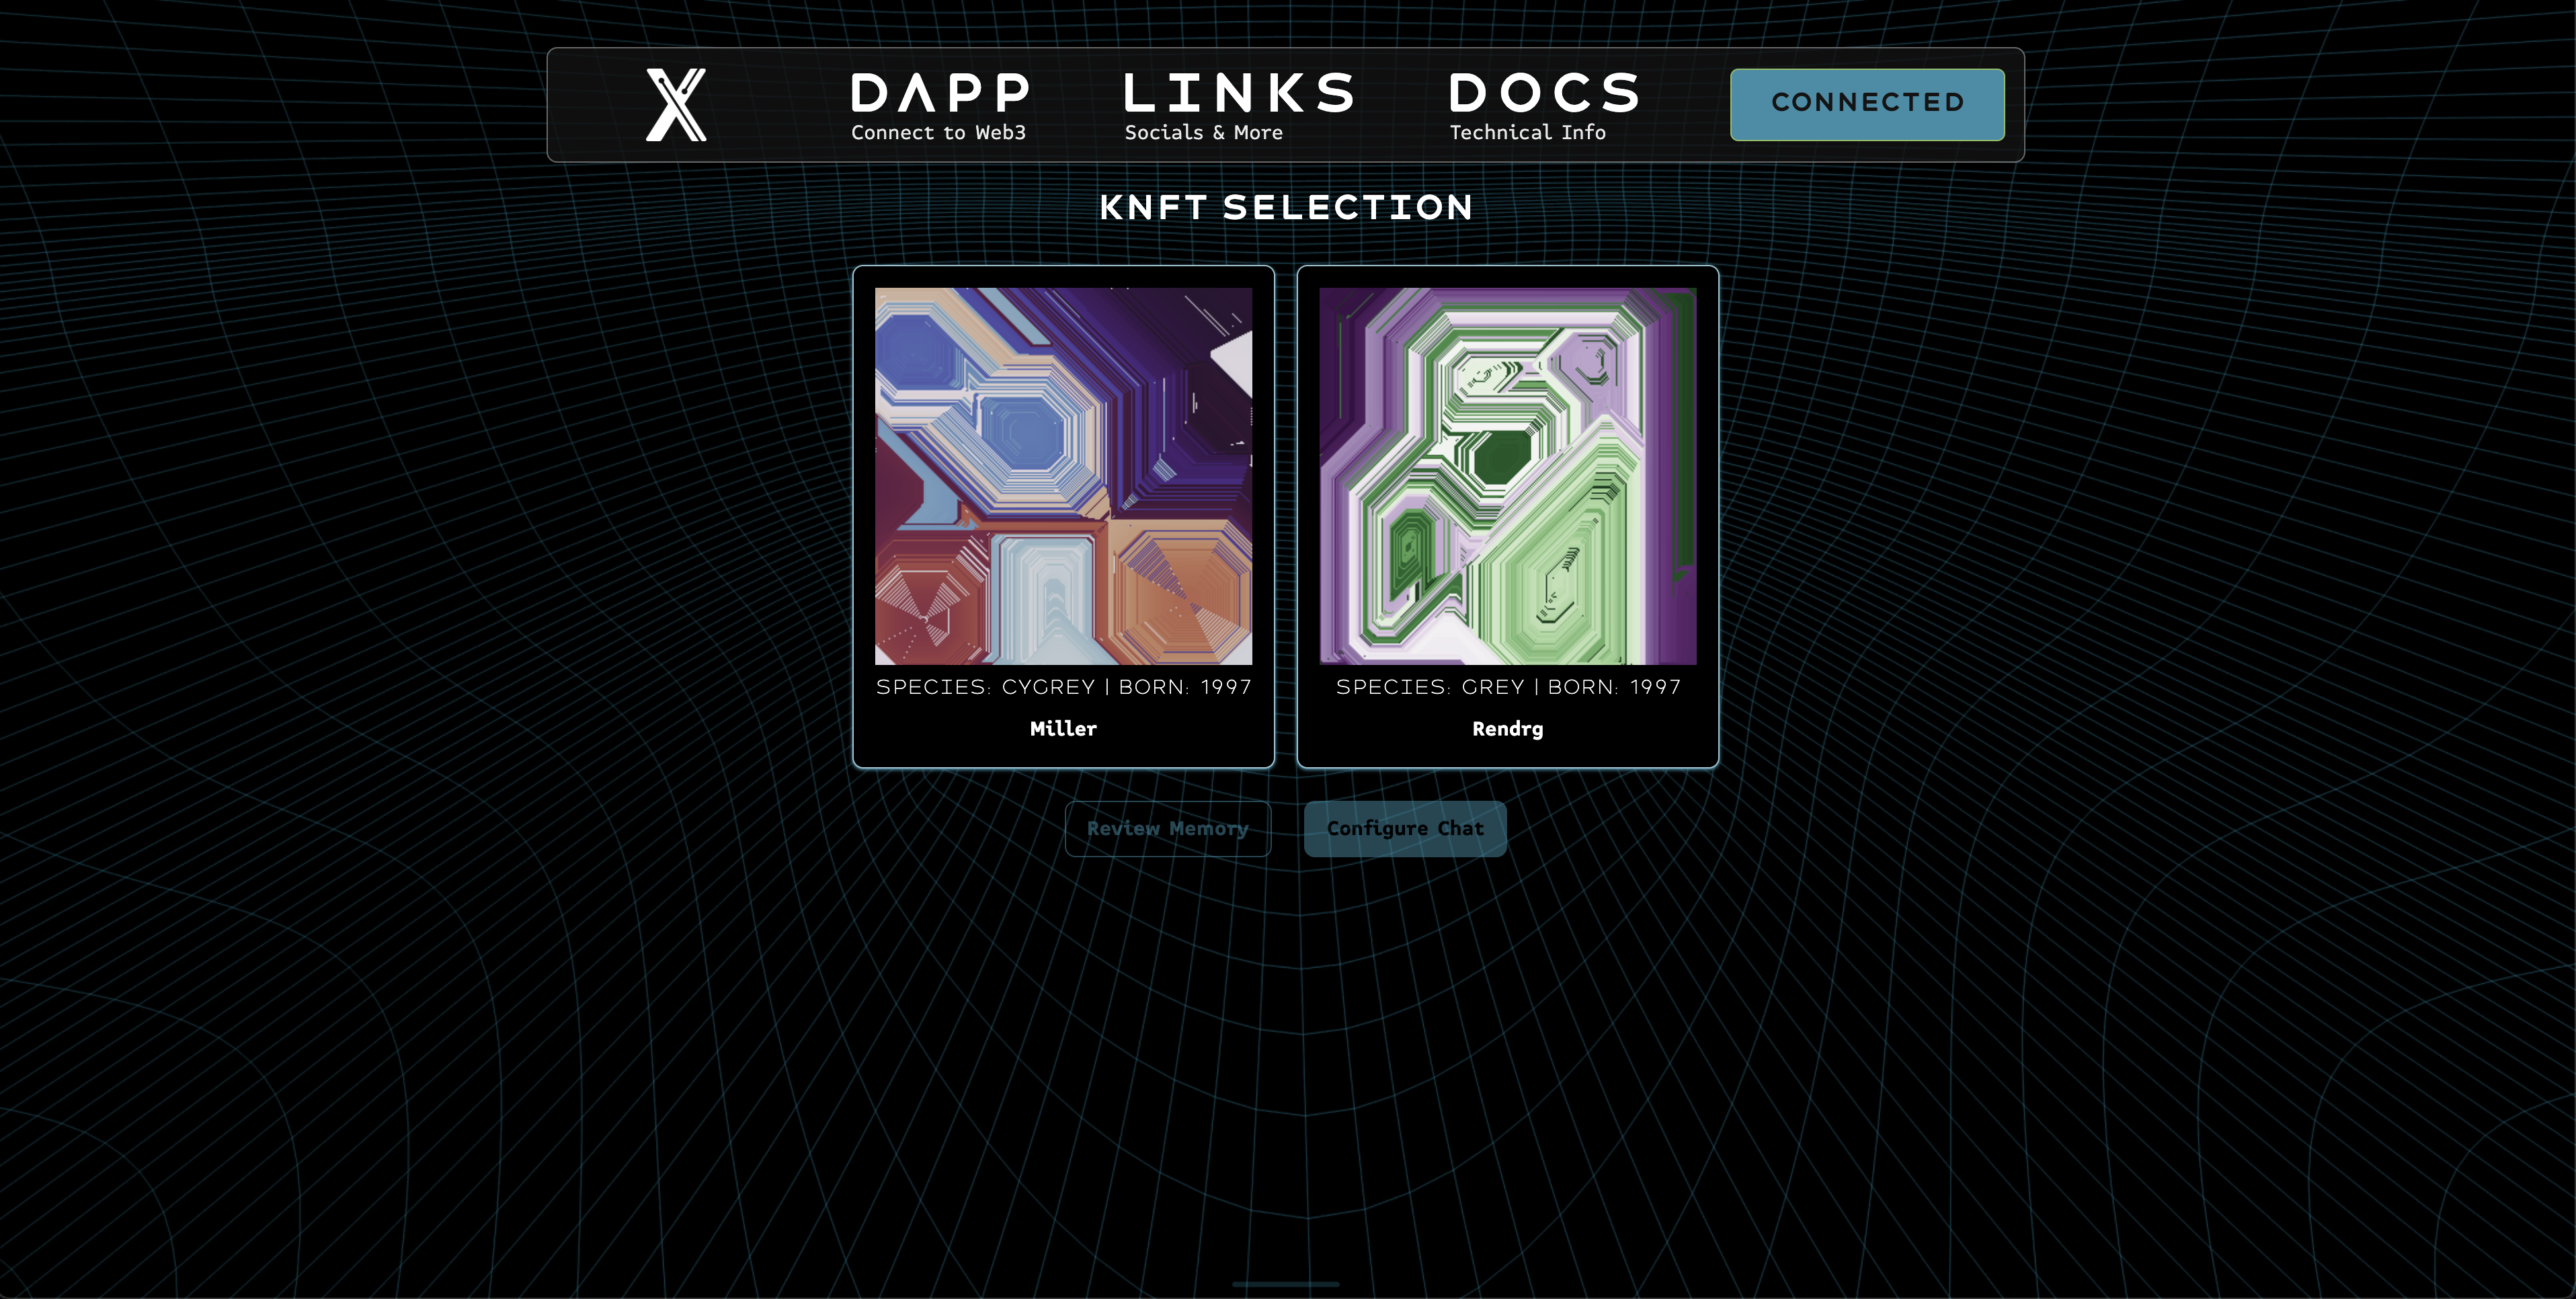 DAPP
Connect to Web3
LINKS
Socials & More
DOCS
Technical Info
CONNECTED
KNFT SELECTION
SPECIES: CYGREY | BORN: 1997
Miller
SPECIES: GREY | BORN: 1997
Rendrg
Review Memory
Configure Chat